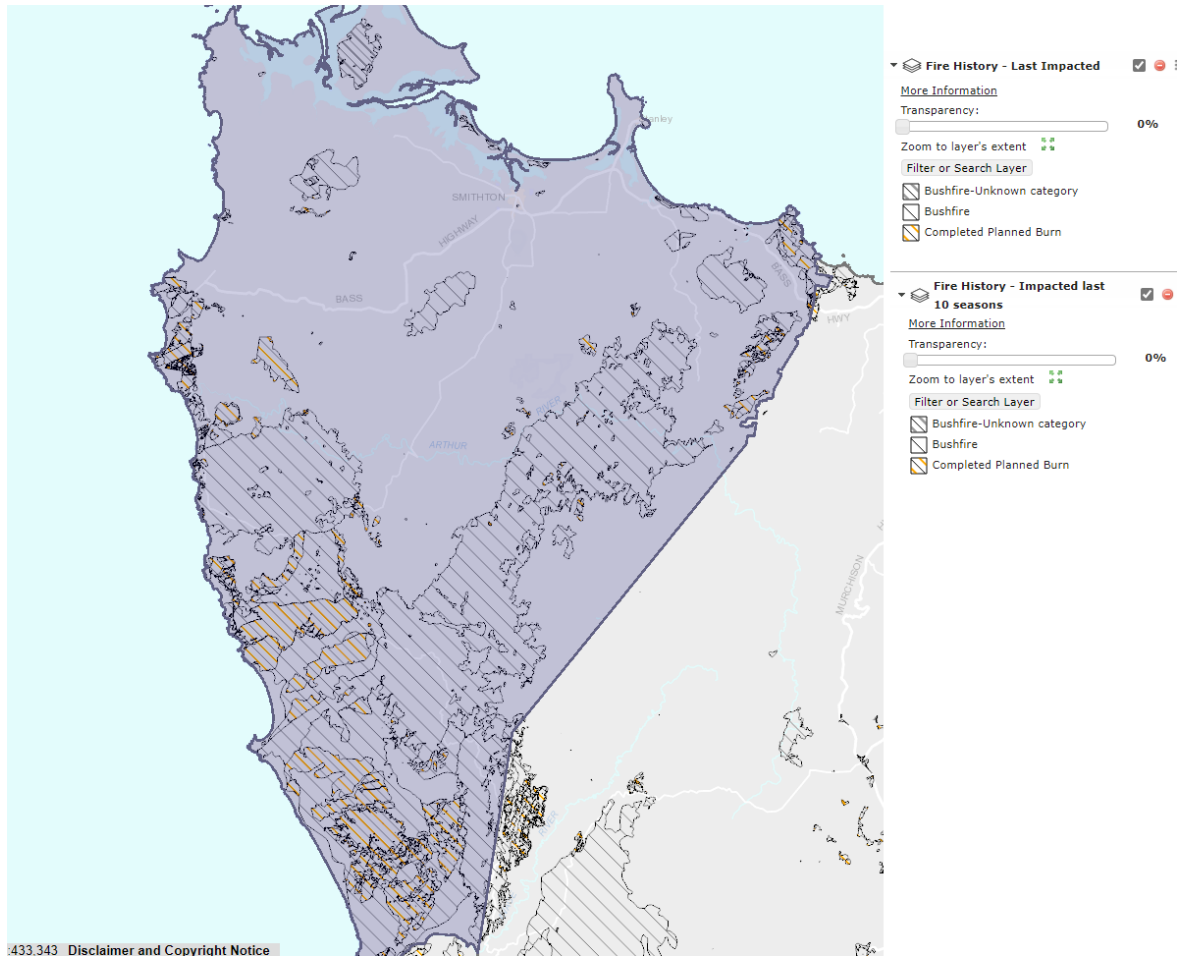 Fire History - Last Impacted
More Information
Transparency:
0%
Zoom to layer's extent
Filter or Search Layer
Bushfire-Unknown category
Bushfire
Completed Planned Burn
Fire History - Impacted last
10 seasons
More Information
Transparency:
0%
Zoom to layer's extent
Filter or Search Layer
Bushfire-Unknown category
Bushfire
Completed Planned Burn
SMITHTON
HIGHWAY
BASS
BASS
HWY
RIVER
ARTHUR
MURCHISON
RIVER
:433,343 Disclaimer and Copyright Notice